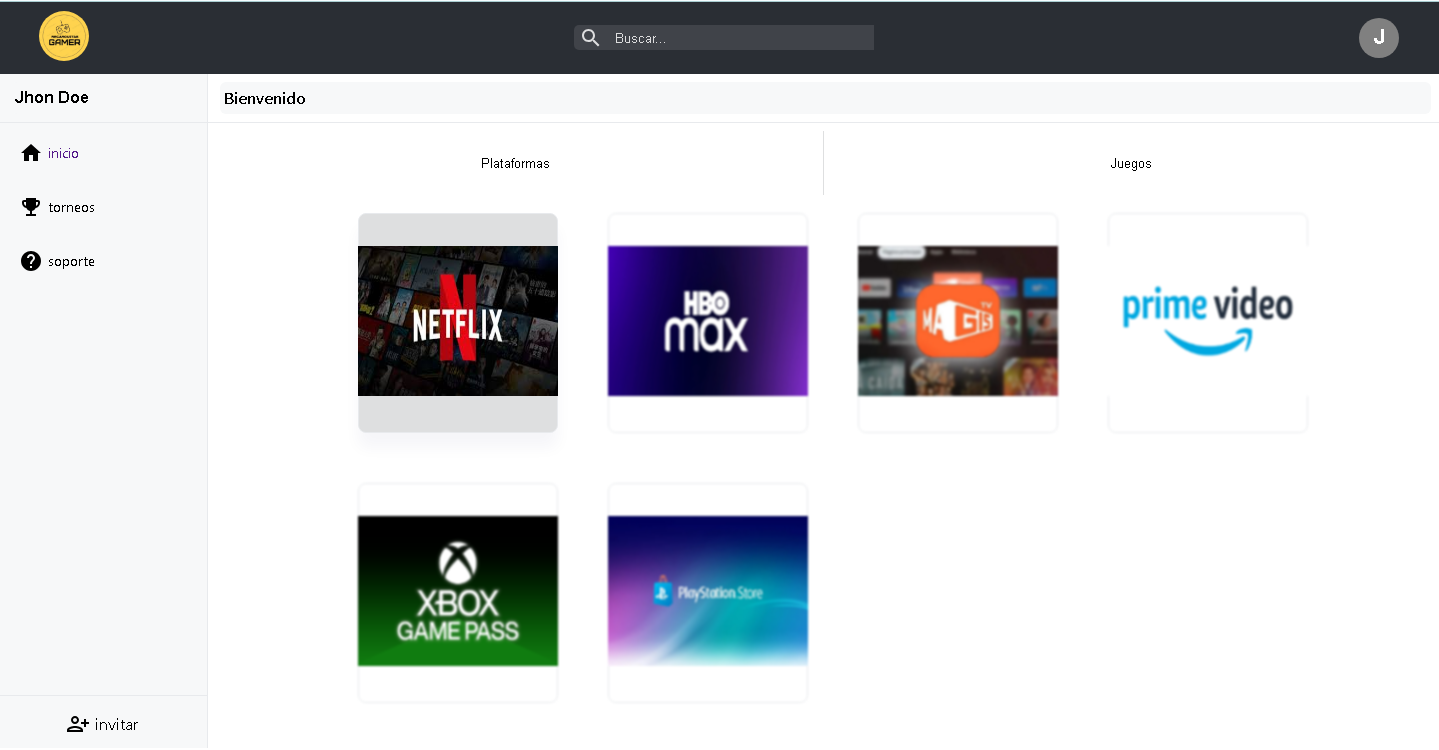 RECARGASTAR
GAMER
Buscar...
J
Jhon Doe
Bienvenido
inicio
torneos
soporte
invitar
Plataformas
Juegos
NETFLIX
HBO
max
MAGIS
TV
prime video
XBOX
GAME PASS
PlayStation Store